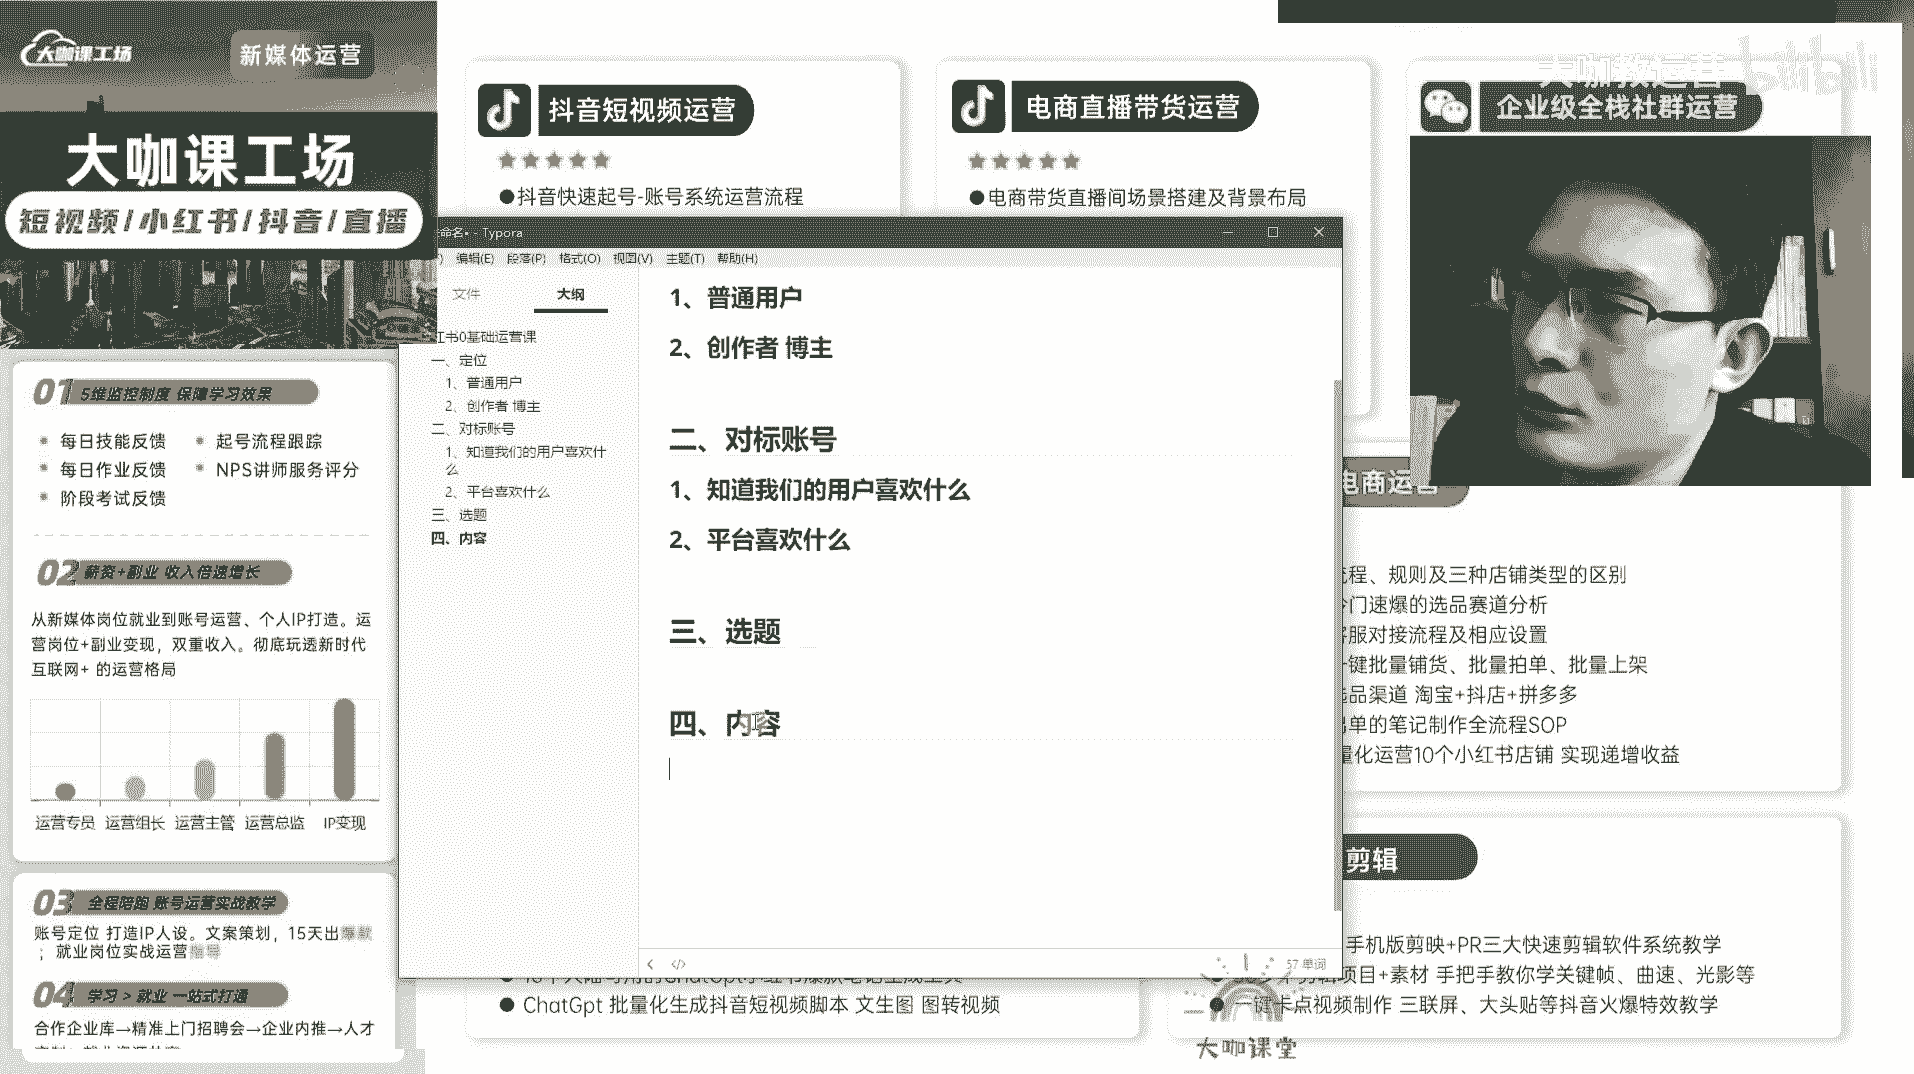 大咖课工场
新媒体运营
大咖课工场
短视频/小红书/抖音/直播
01 5维监控制度 保障学习效果
每日技能反馈
起号流程跟踪
每日作业反馈
NPS讲师服务评分
阶段考试反馈
02 薪资+副业 收入倍速增长
从新媒体岗位就业到账号运营、个人IP打造。运
营岗位+副业变现，双重收入。彻底玩透新时代
互联网+ 的运营格局
运营专员 运营组长 运营主管 运营总监 IP变现
03 全程陪跑 账号运营实战教学
账号定位 打造IP人设。文案策划，15天出爆款
；就业岗位实战运营指导
04 学习 > 就业 一站式打通
合作企业库→精准上门招聘会→企业内推→人才
抖音短视频运营
●抖音快速起号-账号系统运营流程
电商直播带货运营
●电商带货直播间场景搭建及背景布局
大咖教运营 bilibili
企业级全栈社群运营
命名• - Typora
编辑(E) 段落(P) 格式(O) 视图(V) 主题(T) 帮助(H)
文件 大纲
红书0基础运营课
一、定位
1、普通用户
2、创作者 博主
二、对标账号
1、知道我们的用户喜欢什
么
2、平台喜欢什么
三、选题
四、内容
1、普通用户
2、创作者 博主
二、对标账号
1、知道我们的用户喜欢什么
2、平台喜欢什么
三、选题
四、内容
57 单词
电商运营
流程、规则及三种店铺类型的区别
冷门速爆的选品赛道分析
客服对接流程及相应设置
一键批量铺货、批量拍单、批量上架
选品渠道 淘宝+抖店+拼多多
出单的笔记制作全流程SOP
量化运营10个小红书店铺 实现递增收益
剪辑
手机版剪映+PR三大快速剪辑软件系统教学
项目+素材 手把手教你学关键帧、曲速、光影等
● 一键卡点视频制作 三联屏、大头贴等抖音火爆特效教学
● ChatGpt 批量化生成抖音短视频脚本 文生图 图转视频
大咖课堂